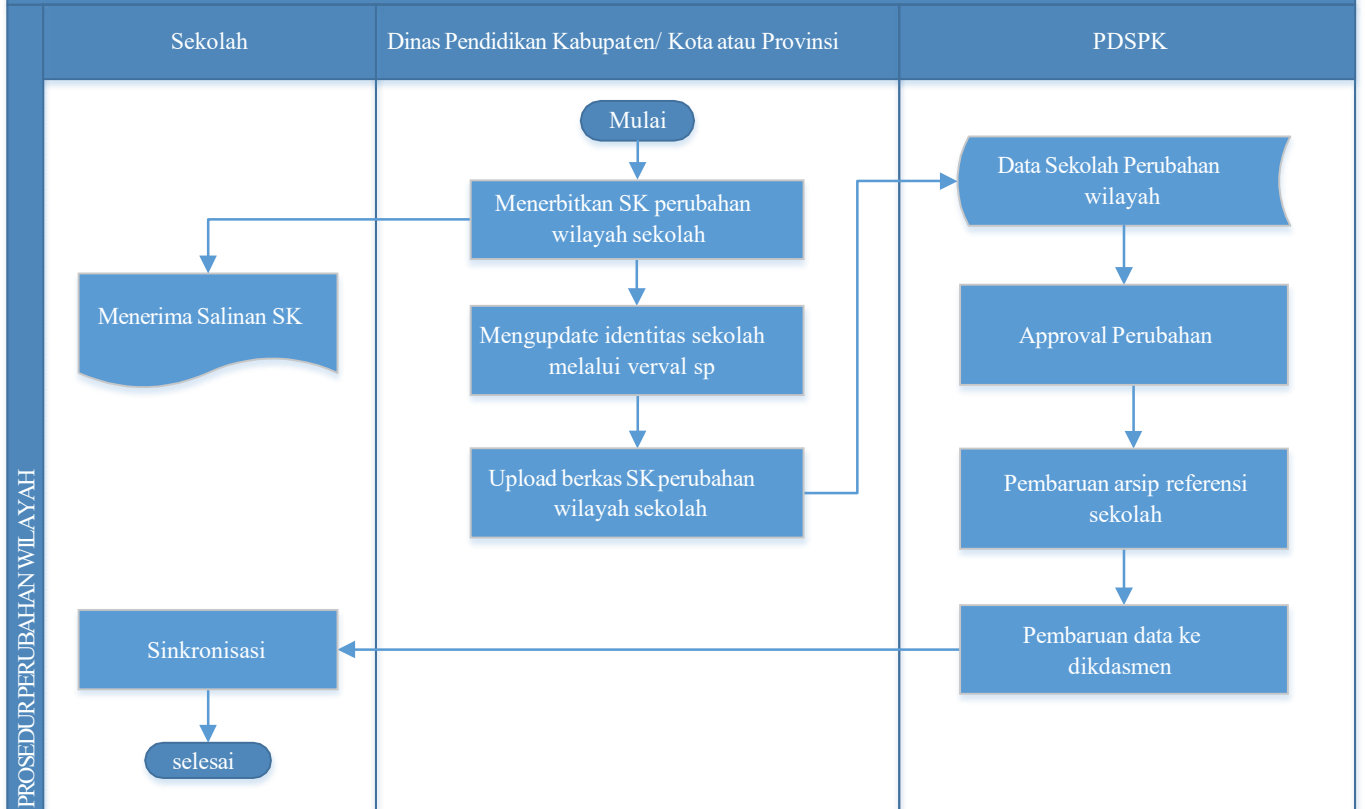 Sekolah
Dinas Pendidikan Kabupaten/ Kota atau Provinsi
PDSPK
PROSEDUR PERUBAHAN WILAYAH
Mulai
Menerbitkan SK perubahan
wilayah sekolah
Menerima Salinan SK
Mengupdate identitas sekolah
melalui verval sp
Upload berkas SK perubahan
wilayah sekolah
Data Sekolah Perubahan
wilayah
Approval Perubahan
Pembaruan arsip referensi
sekolah
Pembaruan data ke
dikdasmen
Sinkronisasi
selesai